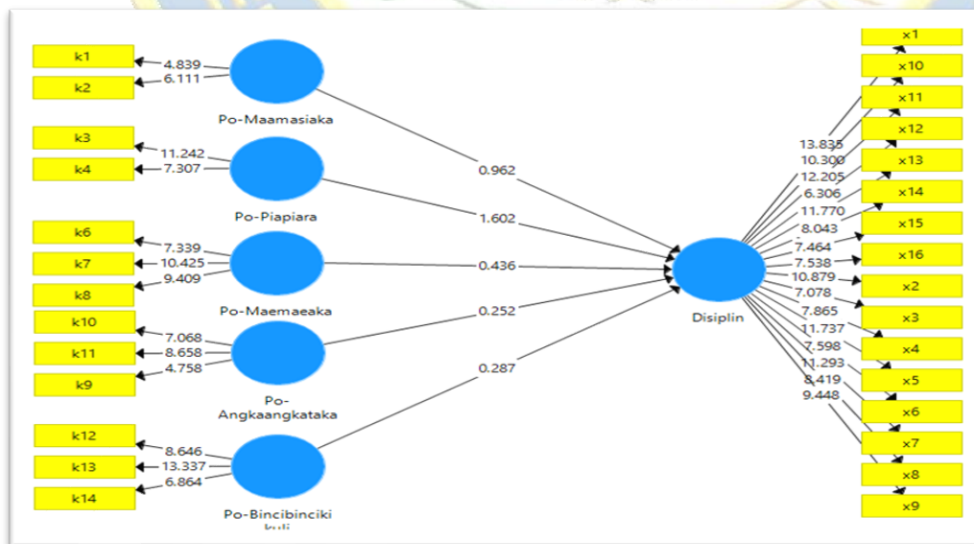 k1
k2
4.839
6.111
Po-Maamasiaka
k3
k4
11.242
7.307
Po-Piapiara
k6
k7
k8
7.339
10.425
9.409
Po-Maemaeaka
k10
k11
k9
7.068
8.658
4.758
Po-
Angkaangkataka
k12
k13
k14
8.646
13.337
6.864
Po-Bincibinciki
kuli
0.962
1.602
0.436
0.252
0.287
Disiplin
13.835
10.300
12.205
6.306
11.770
8.043
7.464
7.538
10.879
7.078
7.865
11.737
7.598
11.293
8.419
9.448
x1
x10
x11
x12
x13
x14
x15
x16
x2
x3
x4
x5
x6
x7
x8
x9